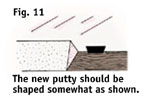 Fig. 11
The new putty should be
shaped somewhat as shown.